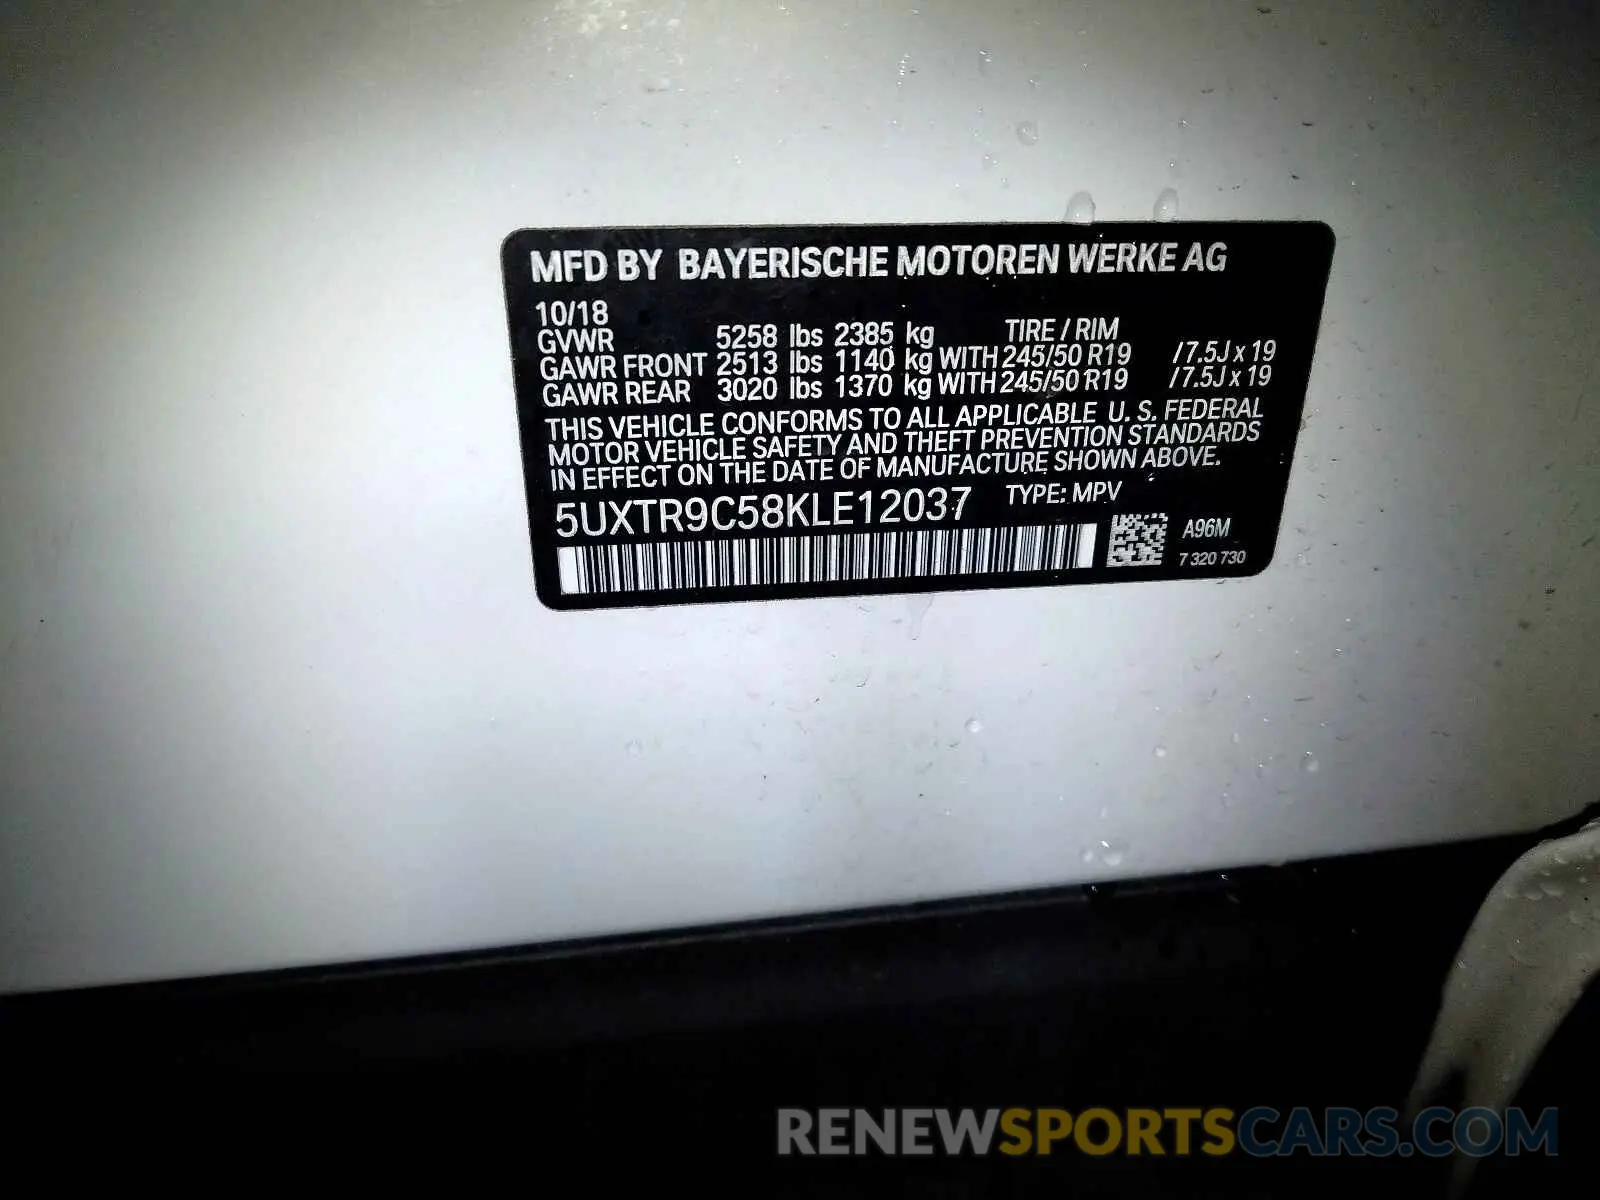 MFD BY BAYERISCHE MOTOREN WERKE AG
10/18
GVWR 5258 lbs 2385 kg TIRE / RIM
GAWR FRONT 2513 lbs 1140 kg WITH 245/50 R19 /7.5J x 19
GAWR REAR 3020 lbs 1370 kg WITH 245/50 R19 /7.5J x 19
THIS VEHICLE CONFORMS TO ALL APPLICABLE U. S. FEDERAL
MOTOR VEHICLE SAFETY AND THEFT PREVENTION STANDARDS
IN EFFECT ON THE DATE OF MANUFACTURE SHOWN ABOVE.
5UXTR9C58KLE12037 TYPE: MPV
A96M
7 320 730
RENEWSPORTSCARS.COM